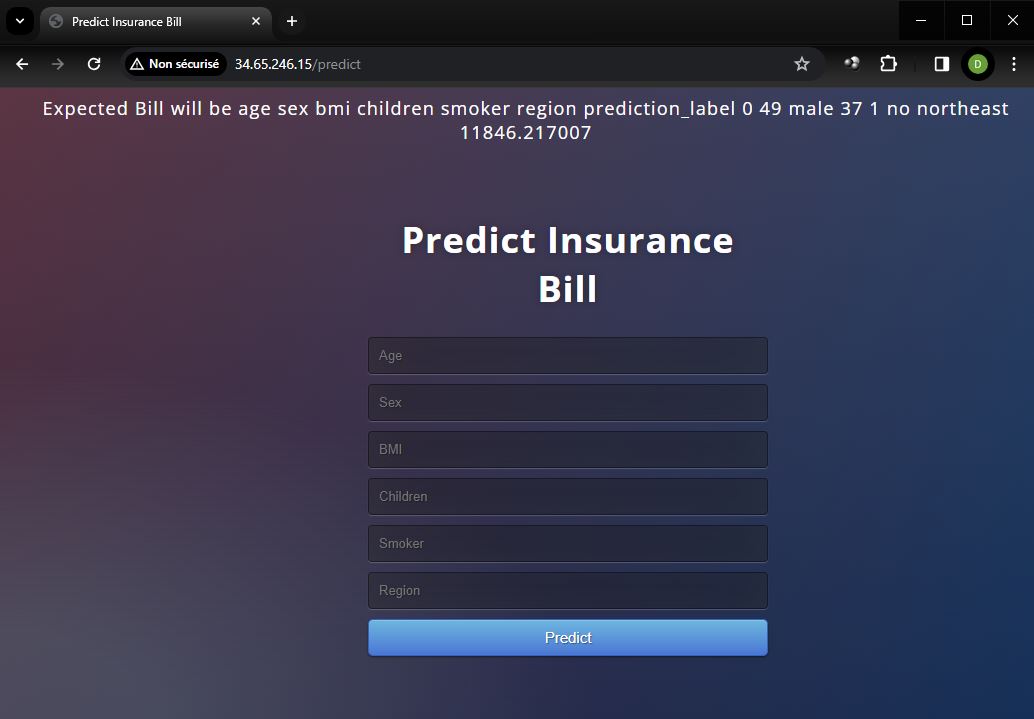 Predict Insurance Bill
Non sécurisé 34.65.246.15/predict
D
Expected Bill will be age sex bmi children smoker region prediction_label 0 49 male 37 1 no northeast
11846.217007
Predict Insurance
Bill
Age
Sex
BMI
Children
Smoker
Region
Predict